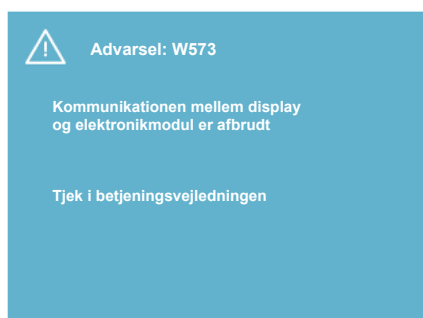 Advarsel: W573
Kommunikationen mellem display
og elektronikmodul er afbrudt
Tjek i betjeningsvejledningen